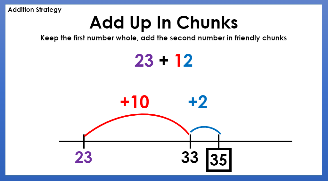 Addition Strategy
Add Up In Chunks
Keep the first number whole, add the second number in friendly chunks
23 + 12
+10 +2
23 33 35